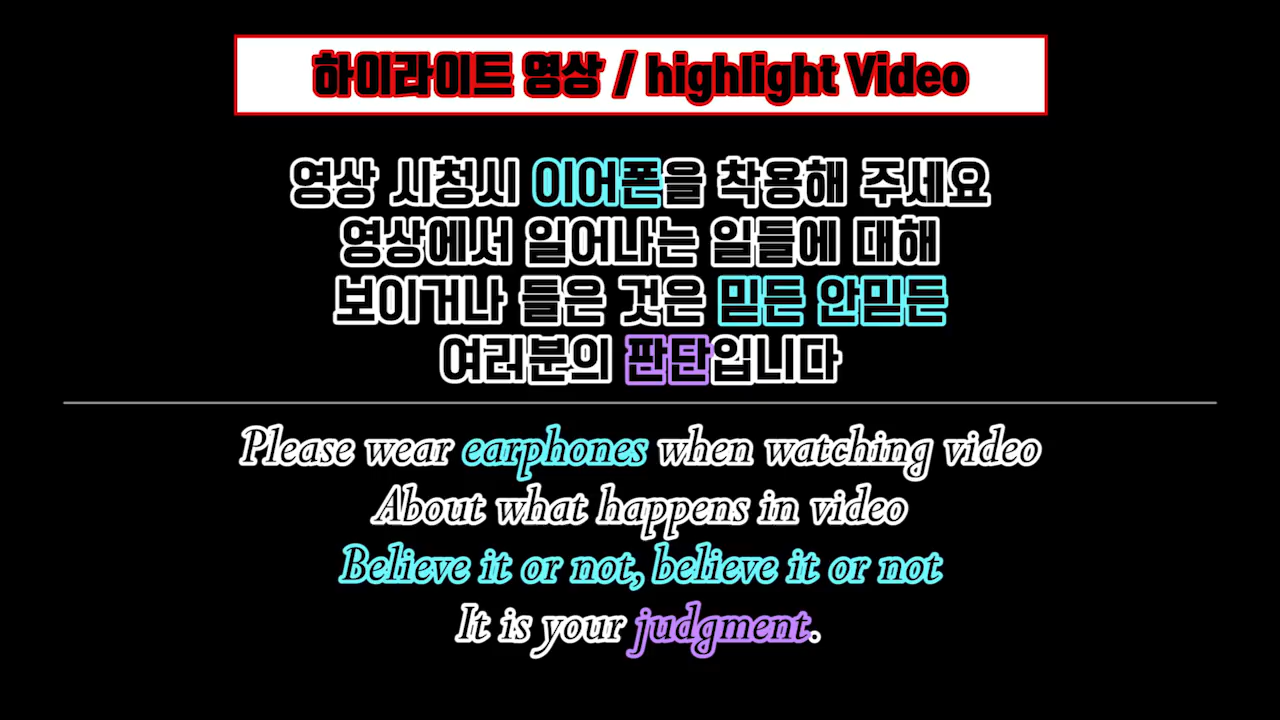 하이라이트 영상 / highlight Video
영상 시청시 이어폰을 착용해 주세요
영상에서 일어나는 일들에 대해
보이거나 들은 것은 믿든 안믿든
여러분의 판단입니다
Please wear earphones when watching video
About what happens in video
Believe it or not, believe it or not
It is your judgment.